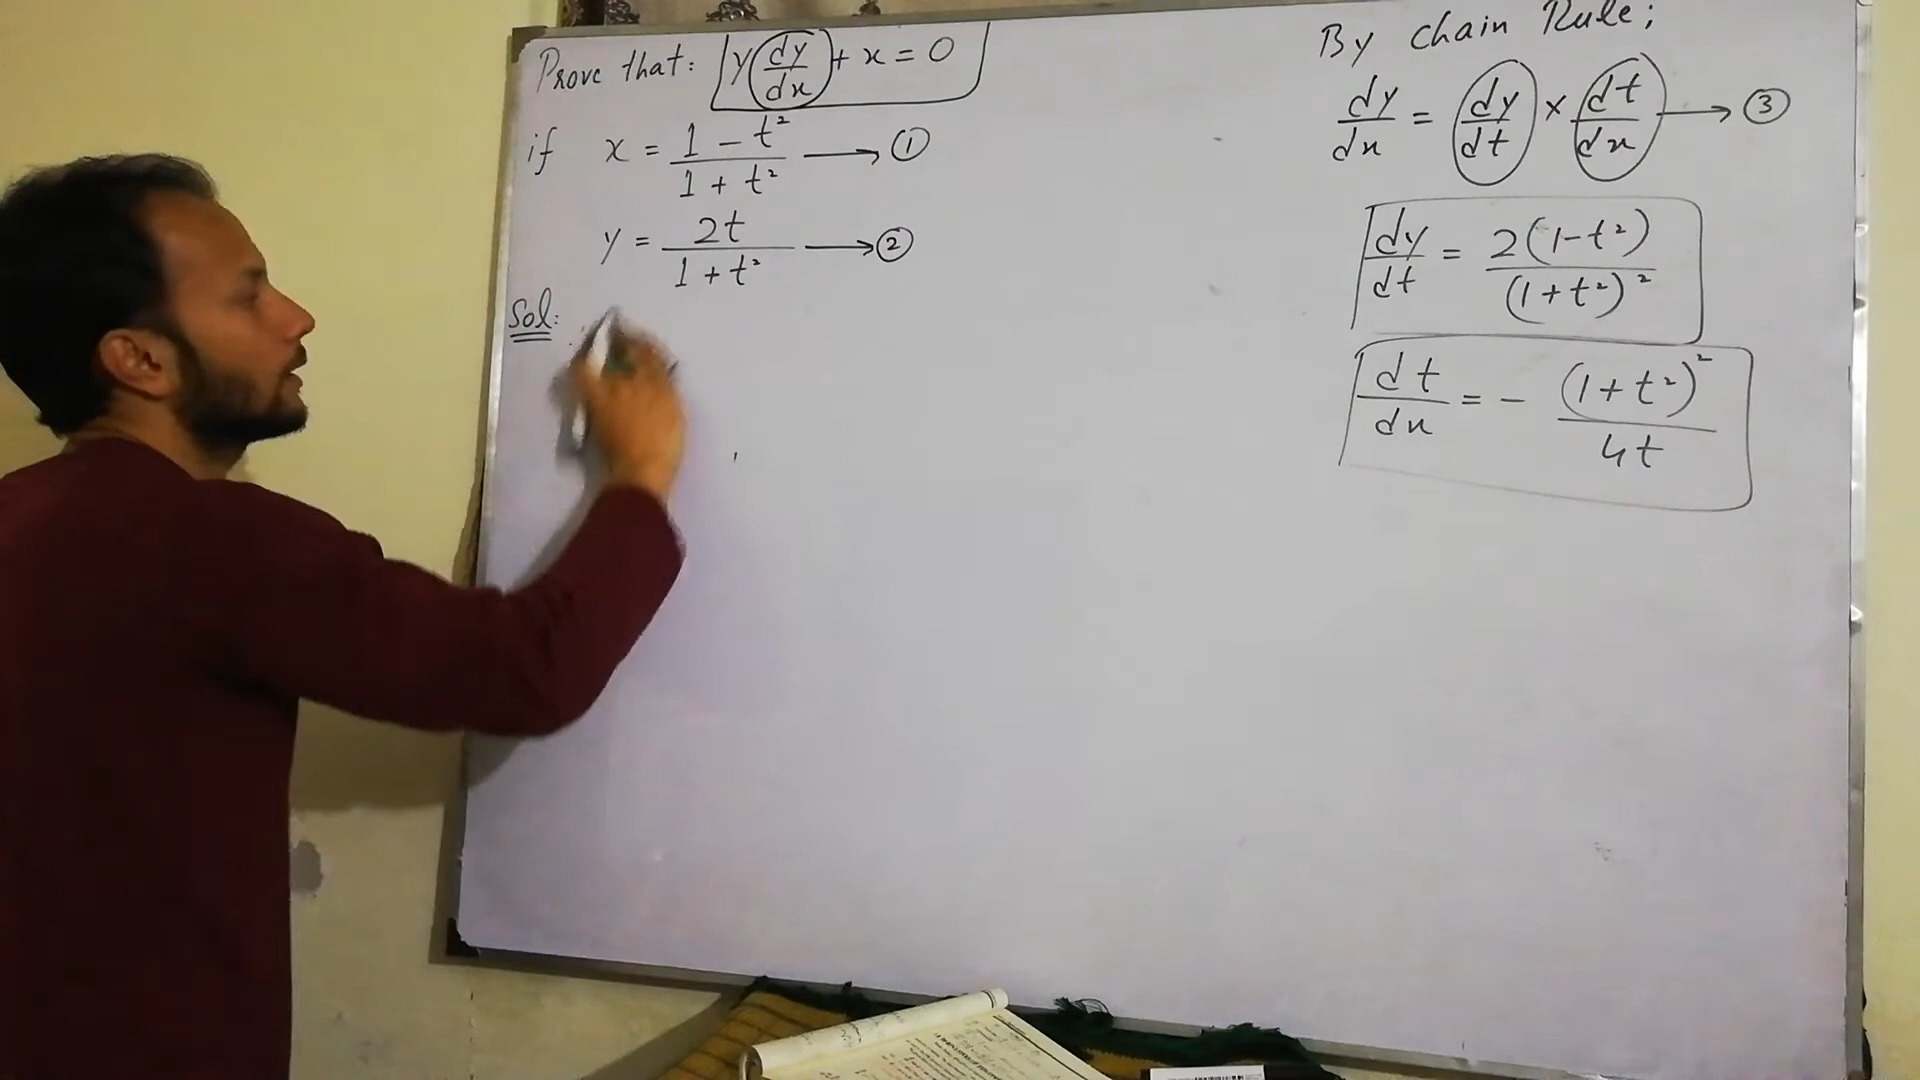 Prove that: y dy/dx + x = 0
if x = 1 - t² / 1 + t² → ①
y = 2t / 1 + t² → ②
Sol:
By Chain Rule;
dy/dx = dy/dt × dt/dx → ③
dy/dt = 2(1-t²) / (1+t²)²
dt/dx = - (1+t²)² / 4t